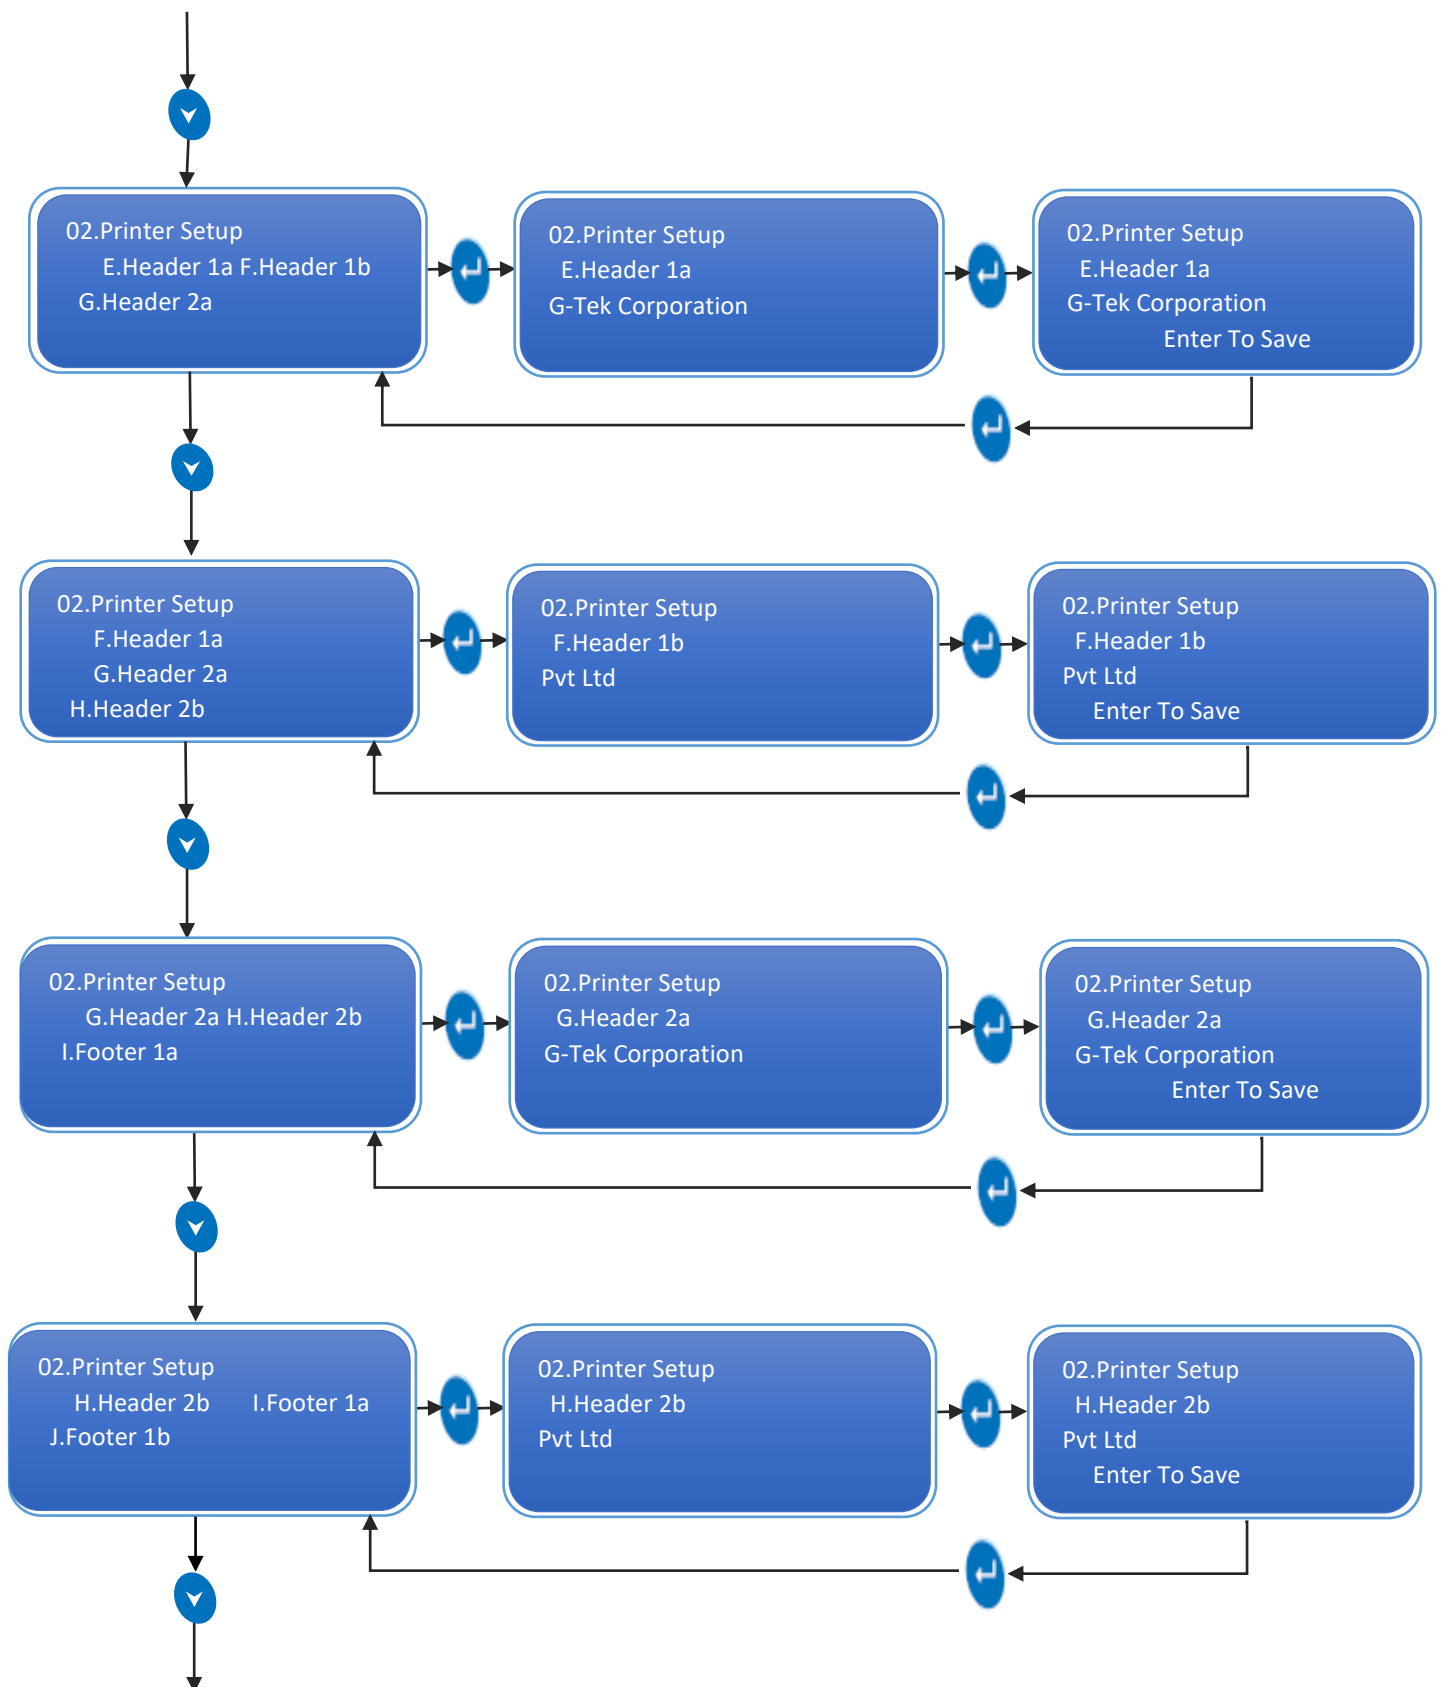 02.Printer Setup
E.Header 1a F.Header 1b
G.Header 2a
02.Printer Setup
E.Header 1a
G-Tek Corporation
02.Printer Setup
E.Header 1a
G-Tek Corporation
Enter To Save
02.Printer Setup
F.Header 1a
G.Header 2a
H.Header 2b
02.Printer Setup
F.Header 1b
Pvt Ltd
02.Printer Setup
F.Header 1b
Pvt Ltd
Enter To Save
02.Printer Setup
G.Header 2a H.Header 2b
I.Footer 1a
02.Printer Setup
G.Header 2a
G-Tek Corporation
02.Printer Setup
G.Header 2a
G-Tek Corporation
Enter To Save
02.Printer Setup
H.Header 2b I.Footer 1a
J.Footer 1b
02.Printer Setup
H.Header 2b
Pvt Ltd
02.Printer Setup
H.Header 2b
Pvt Ltd
Enter To Save